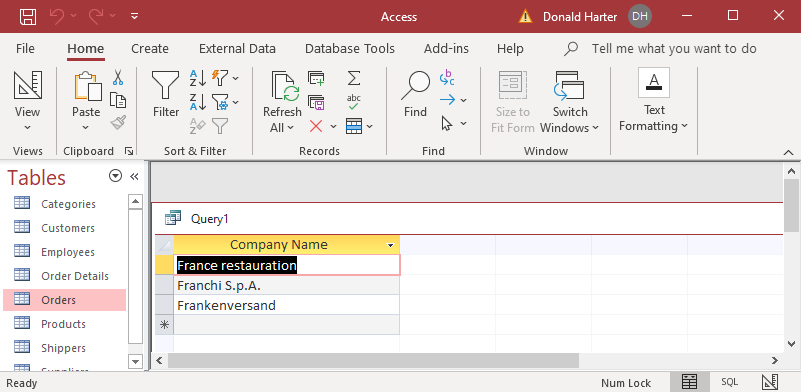 Access
Donald Harter
DH
File Home Create External Data Database Tools Add-ins Help Tell me what you want to do
View
Views
Paste
Clipboard
Filter
Sort & Filter
Refresh All
abc
Records
Find
Find
Size to Fit Form
Switch Windows
Window
Text Formatting
Tables
Categories
Customers
Employees
Order Details
Orders
Products
Shippers
Suppliers
Query1
Company Name
France restauration
Franchi S.p.A.
Frankenversand
Ready
Num Lock
SQL